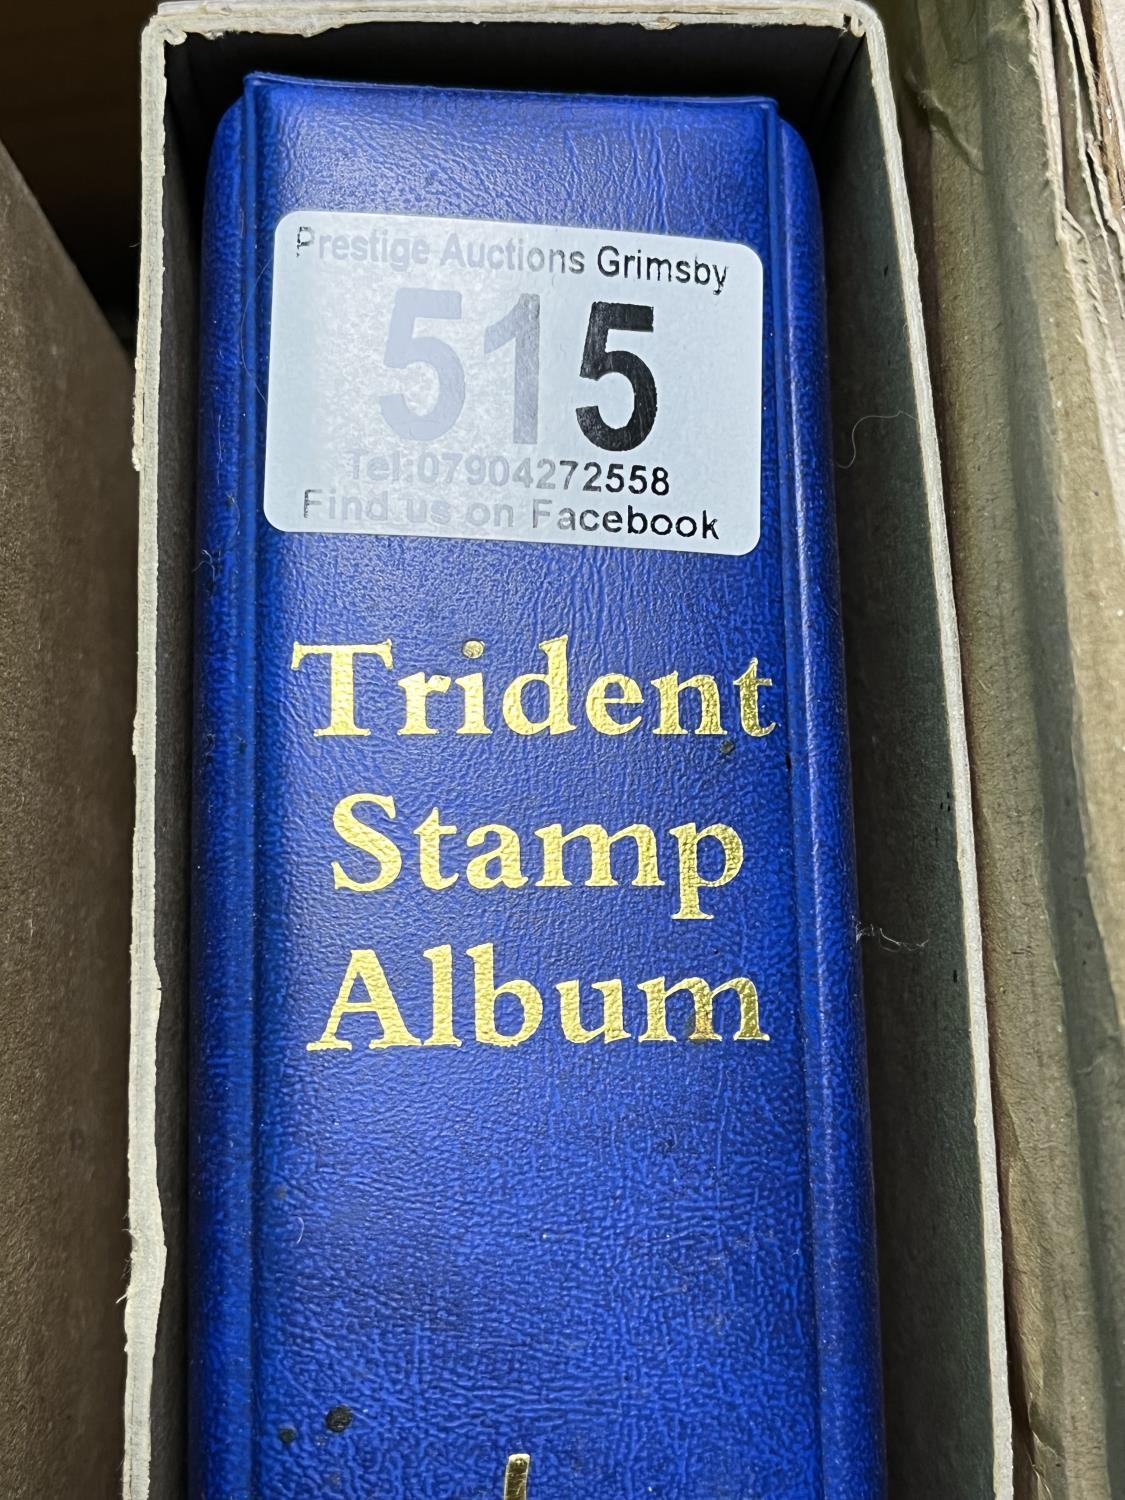 Prestige Auctions Grimsby
515
Tel:07904272558
Find us on Facebook
Trident
Stamp
Album